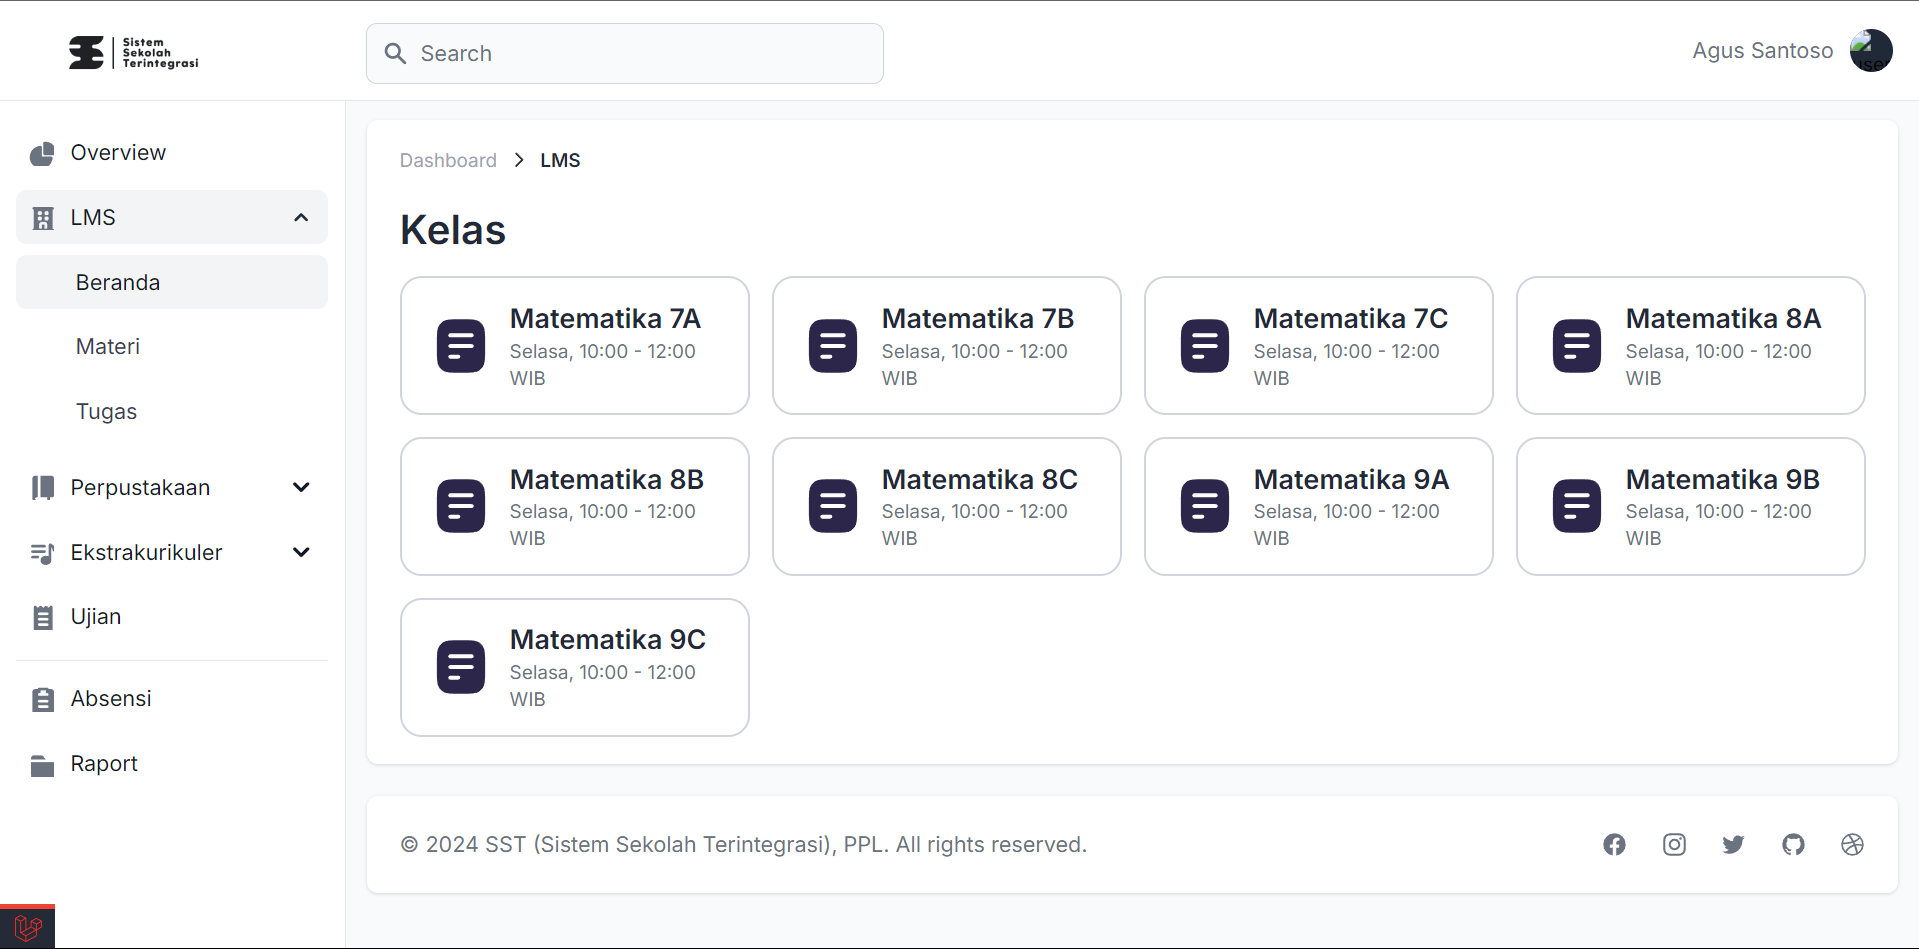 Sistem
Sekolah
Terintegrasi
Search
Agus Santoso
user
Overview
LMS
Beranda
Materi
Tugas
Perpustakaan
Ekstrakurikuler
Ujian
Absensi
Raport
Dashboard > LMS
Kelas
Matematika 7A
Selasa, 10:00 - 12:00
WIB
Matematika 7B
Selasa, 10:00 - 12:00
WIB
Matematika 7C
Selasa, 10:00 - 12:00
WIB
Matematika 8A
Selasa, 10:00 - 12:00
WIB
Matematika 8B
Selasa, 10:00 - 12:00
WIB
Matematika 8C
Selasa, 10:00 - 12:00
WIB
Matematika 9A
Selasa, 10:00 - 12:00
WIB
Matematika 9B
Selasa, 10:00 - 12:00
WIB
Matematika 9C
Selasa, 10:00 - 12:00
WIB
© 2024 SST (Sistem Sekolah Terintegrasi), PPL. All rights reserved.